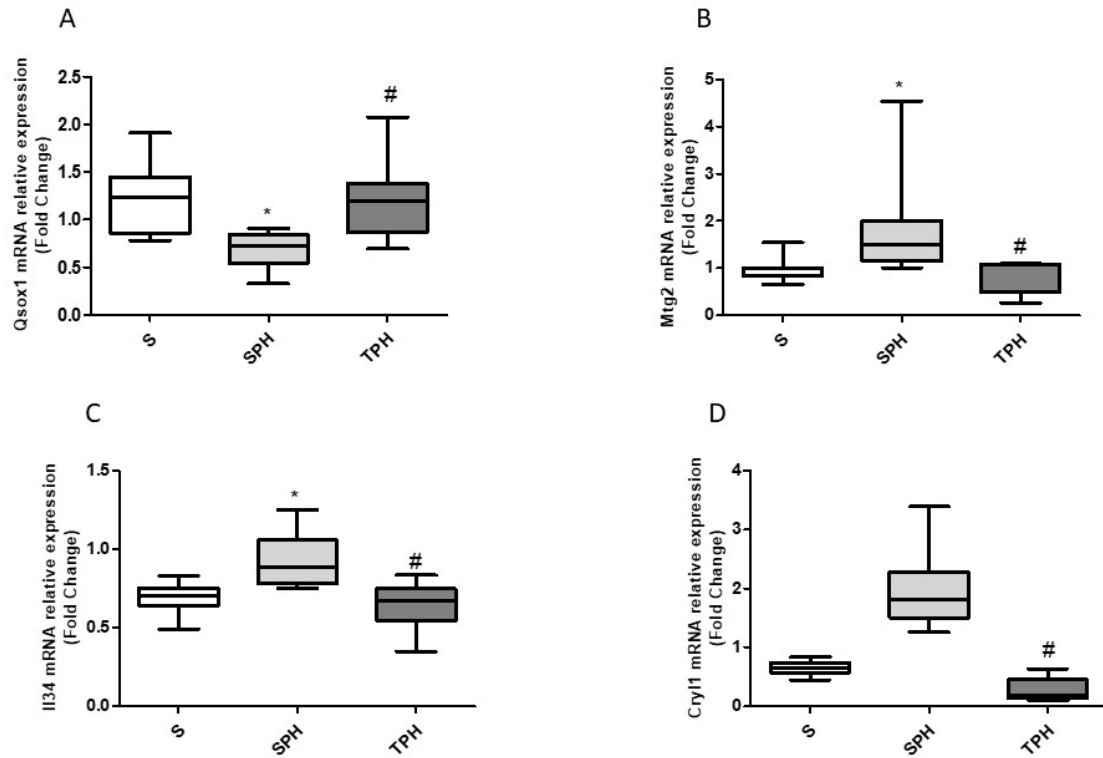 A
Qsox1 mRNA relative expression
(Fold Change)
2.5
2.0
1.5
1.0
0.5
0.0
*
#
S
SPH
TPH
B
Mtg2 mRNA relative expression
(Fold Change)
5
4
3
2
1
0
*
#
S
SPH
TPH
C
Il34 mRNA relative expression
(Fold Change)
1.5
1.0
0.5
0.0
*
#
S
SPH
TPH
D
Cryl1 mRNA relative expression
(Fold Change)
4
3
2
1
0
#
S
SPH
TPH